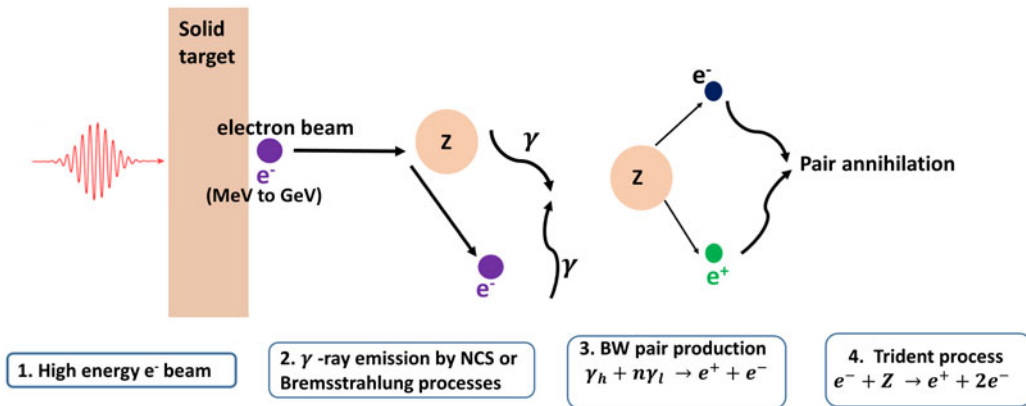 Solid
target
electron beam
e⁻
(MeV to GeV)
Z
γ
γ
e⁻
e⁻
Z
e⁺
Pair annihilation
1. High energy e⁻ beam
2. γ -ray emission by NCS or
Bremsstrahlung processes
3. BW pair production
γₕ + nγₗ → e⁺ + e⁻
4. Trident process
e⁻ + Z → e⁺ + 2e⁻